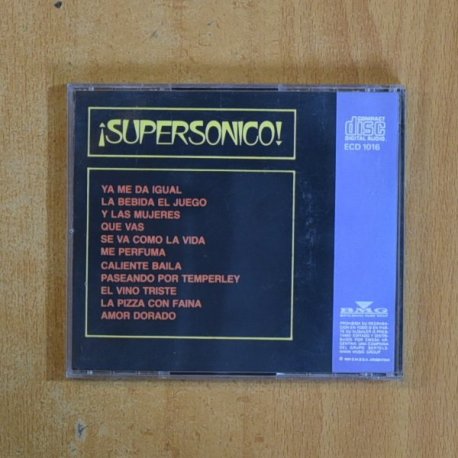 ¡SUPERSONICO!
YA ME DA IGUAL
LA BEBIDA EL JUEGO
Y LAS MUJERES
QUE VAS
SE VA COMO LA VIDA
ME PERFUMA
CALIENTE BAILA
PASEANDO POR TEMPERLEY
EL VINO TRISTE
LA PIZZA CON FAINA
AMOR DORADO
COMPACT
disc
DIGITAL AUDIO
ECD 1016
BMG